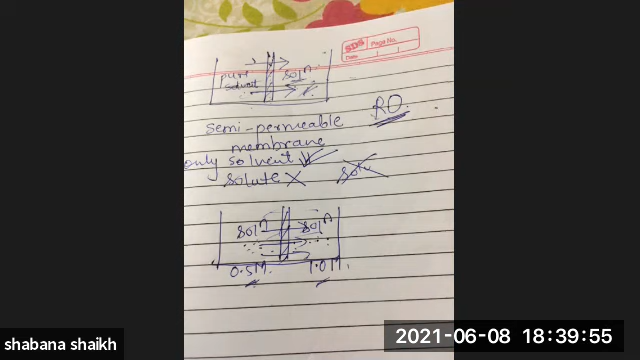 SDS Page No.
Date
pure
solvent
solⁿ
RO
semi-permeable
membrane
only solvent ✓
solute ×
solⁿ solⁿ
0.5M 1.0M.
shabana shaikh
2021-06-08 18:39:55